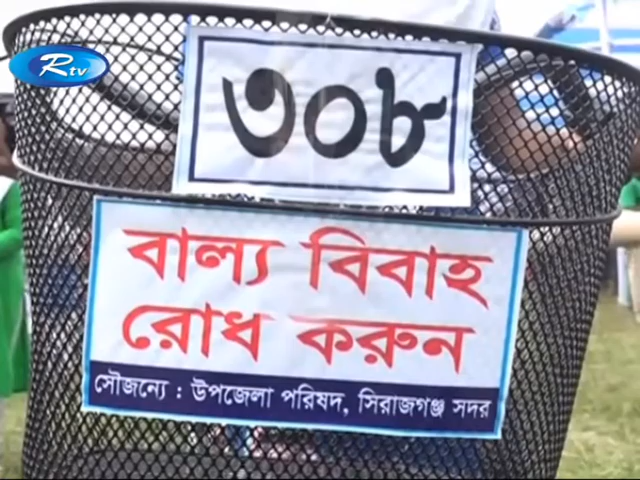 Rtv
৩০৮
বাল্য বিবাহ
রোধ করুন
সৌজন্যে : উপজেলা পরিষদ, সিরাজগঞ্জ সদর